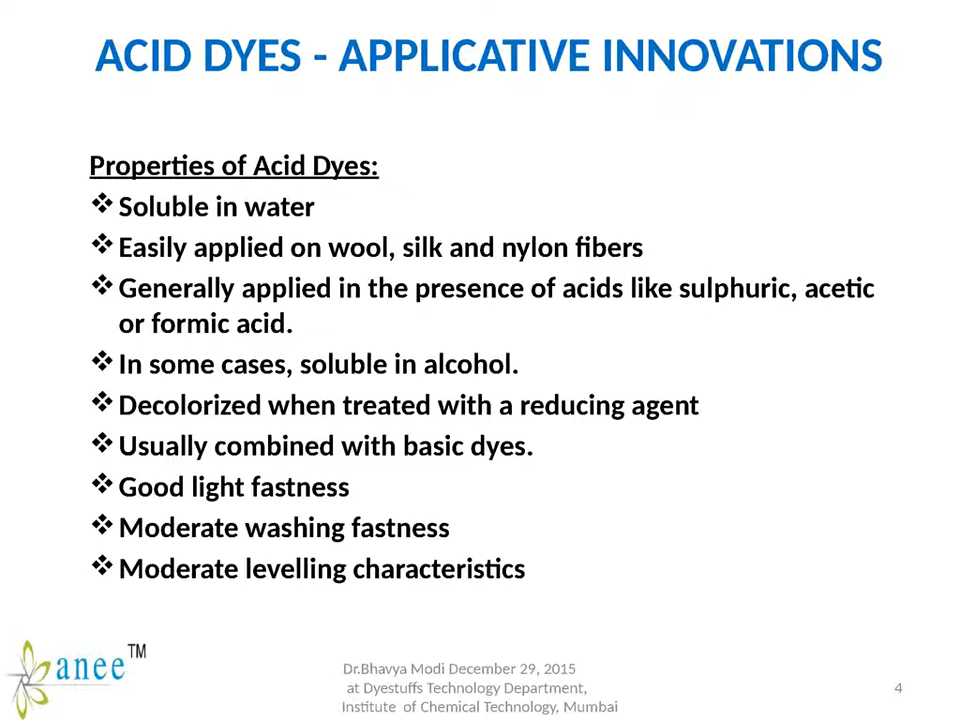 ACID DYES - APPLICATIVE INNOVATIONS
Properties of Acid Dyes:
❖ Soluble in water
❖ Easily applied on wool, silk and nylon fibers
❖ Generally applied in the presence of acids like sulphuric, acetic
or formic acid.
❖ In some cases, soluble in alcohol.
❖ Decolorized when treated with a reducing agent
❖ Usually combined with basic dyes.
❖ Good light fastness
❖ Moderate washing fastness
❖ Moderate levelling characteristics
anee TM
Dr.Bhavya Modi December 29, 2015
at Dyestuffs Technology Department,
Institute of Chemical Technology, Mumbai
4